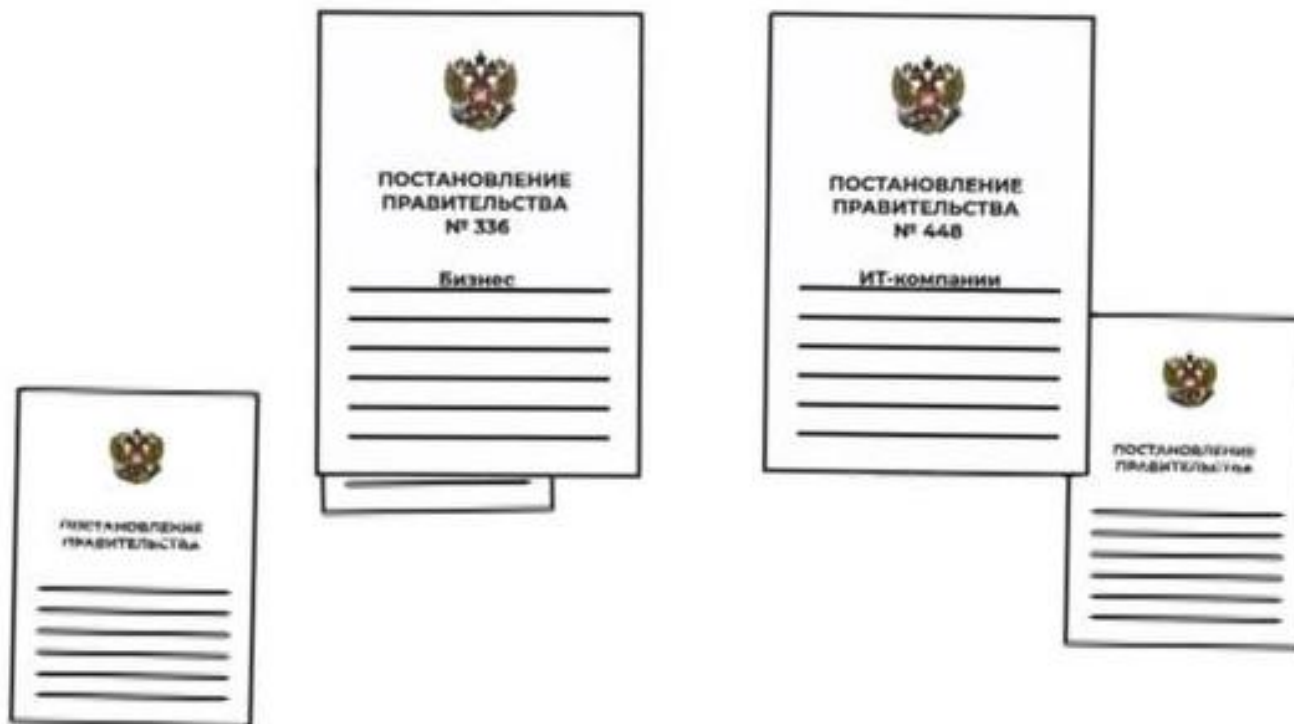 ПОСТАНОВЛЕНИЕ
ПРАВИТЕЛЬСТВА
№ 336
Бизнес
ПОСТАНОВЛЕНИЕ
ПРАВИТЕЛЬСТВА
№ 448
ИТ-компании
ПОСТАНОВЛЕНИЕ
ПРАВИТЕЛЬСТВА
ПОСТАНОВЛЕНИЕ
ПРАВИТЕЛЬСТВА